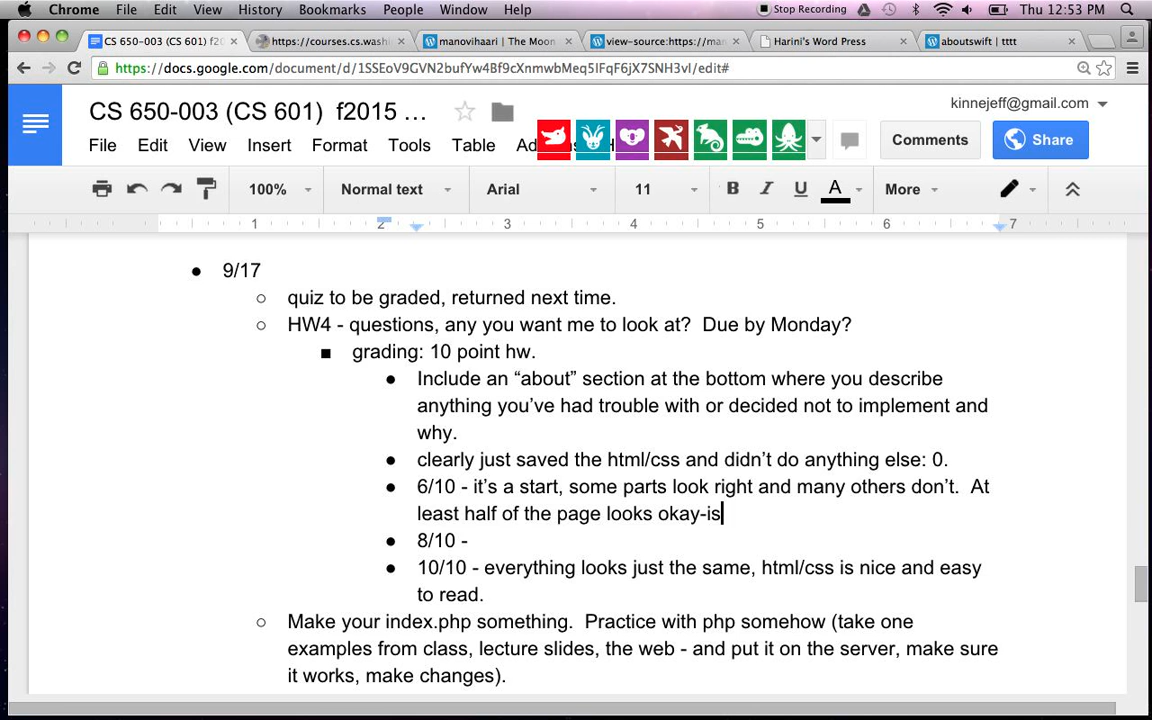 Chrome File Edit View History Bookmarks People Window Help Stop Recording Thu 12:53 PM
CS 650-003 (CS 601) f20 https://courses.cs.wash manovihaari | The Moon view-source:https://ma Harini's Word Press aboutswift | tttt
https://docs.google.com/document/d/1SSEoV9GVN2bufYw4Bf9cXnmwbMeq5IFqF6jX7SNH3vI/edit#
CS 650-003 (CS 601) f2015 ... kinnejeff@gmail.com
File Edit View Insert Format Tools Table Comments Share
100% Normal text Arial 11 B I U A More
1 2 3 4 5 6 7
● 9/17
○ quiz to be graded, returned next time.
○ HW4 - questions, any you want me to look at? Due by Monday?
■ grading: 10 point hw.
● Include an “about” section at the bottom where you describe
anything you’ve had trouble with or decided not to implement and
why.
● clearly just saved the html/css and didn’t do anything else: 0.
● 6/10 - it’s a start, some parts look right and many others don’t. At
least half of the page looks okay-is
● 8/10 -
● 10/10 - everything looks just the same, html/css is nice and easy
to read.
○ Make your index.php something. Practice with php somehow (take one
examples from class, lecture slides, the web - and put it on the server, make sure
it works, make changes).